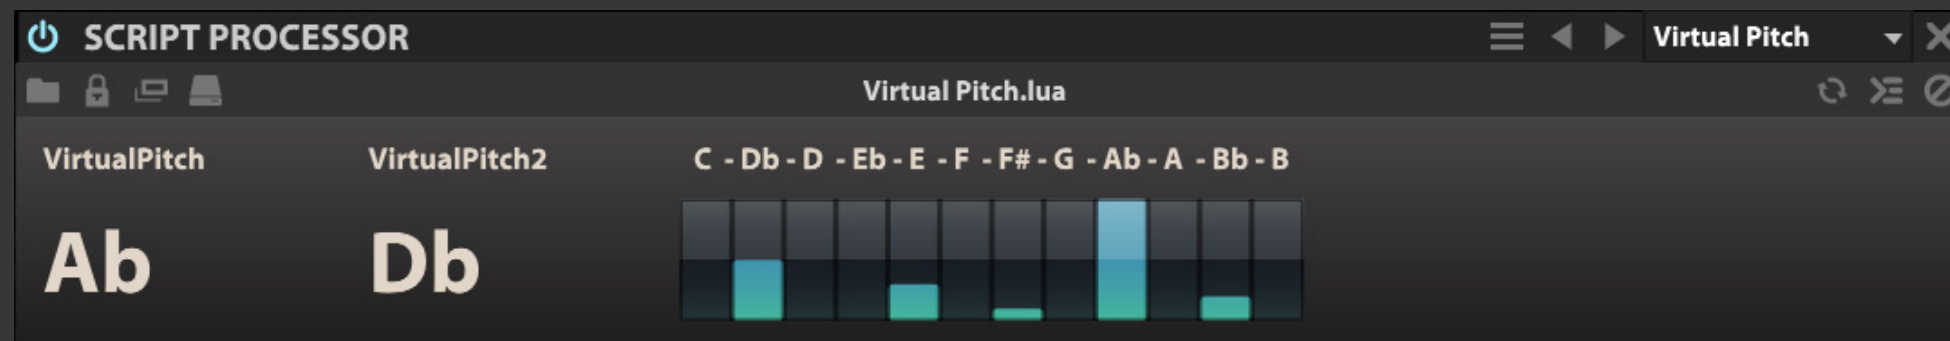 SCRIPT PROCESSOR Virtual Pitch
Virtual Pitch.lua
VirtualPitch VirtualPitch2 C - Db - D - Eb - E - F - F# - G - Ab - A - Bb - B
Ab Db